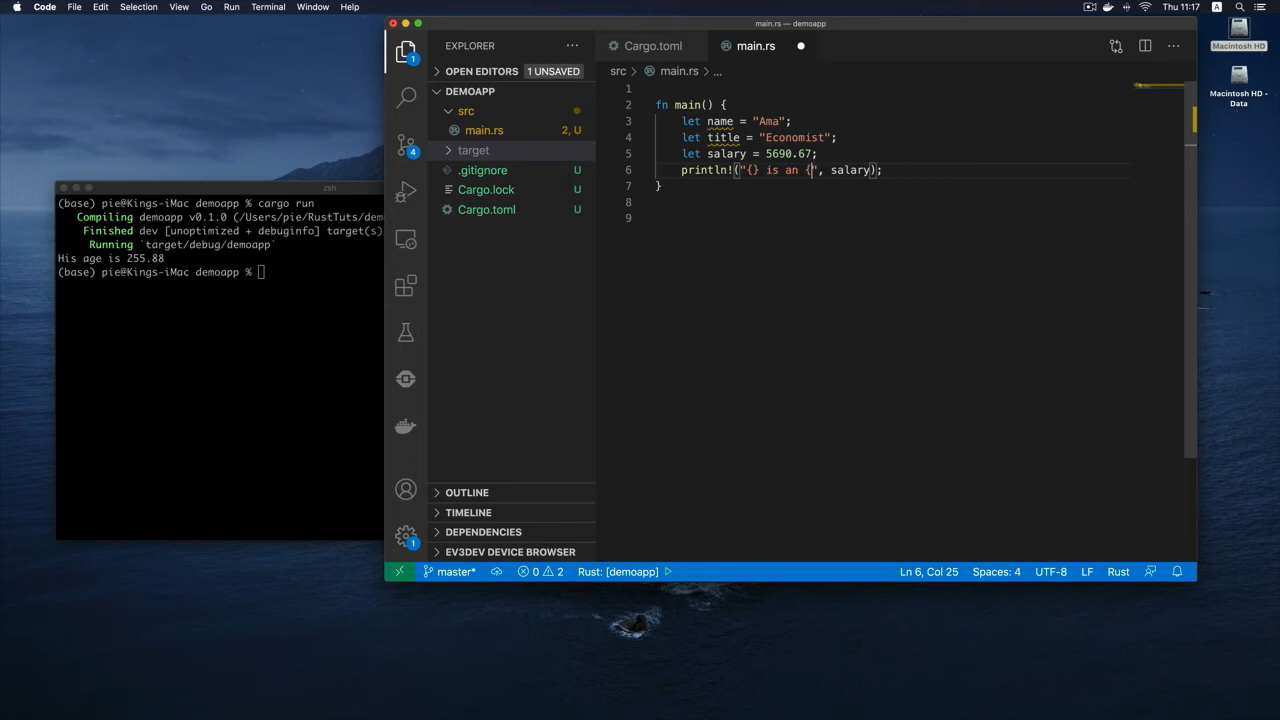 Code File Edit Selection View Go Run Terminal Window Help Thu 11:17 A
main.rs — demoapp
Macintosh HD
Macintosh HD - Data
zsh
(base) pie@Kings-iMac demoapp % cargo run
Compiling demoapp v0.1.0 (/Users/pie/RustTuts/dem
Finished dev [unoptimized + debuginfo] target(s)
Running `target/debug/demoapp`
His age is 255.88
(base) pie@Kings-iMac demoapp %
1
4
1
EXPLORER
OPEN EDITORS 1 UNSAVED
DEMOAPP
src
main.rs 2, U
target
.gitignore U
Cargo.lock U
Cargo.toml U
OUTLINE
TIMELINE
DEPENDENCIES
EV3DEV DEVICE BROWSER
Cargo.toml main.rs
src > main.rs > ...
1
2 fn main() {
3 let name = "Ama";
4 let title = "Economist";
5 let salary = 5690.67;
6 println!("{} is an {", salary);
7 }
8
9
master* 0 2 Rust: [demoapp] Ln 6, Col 25 Spaces: 4 UTF-8 LF Rust